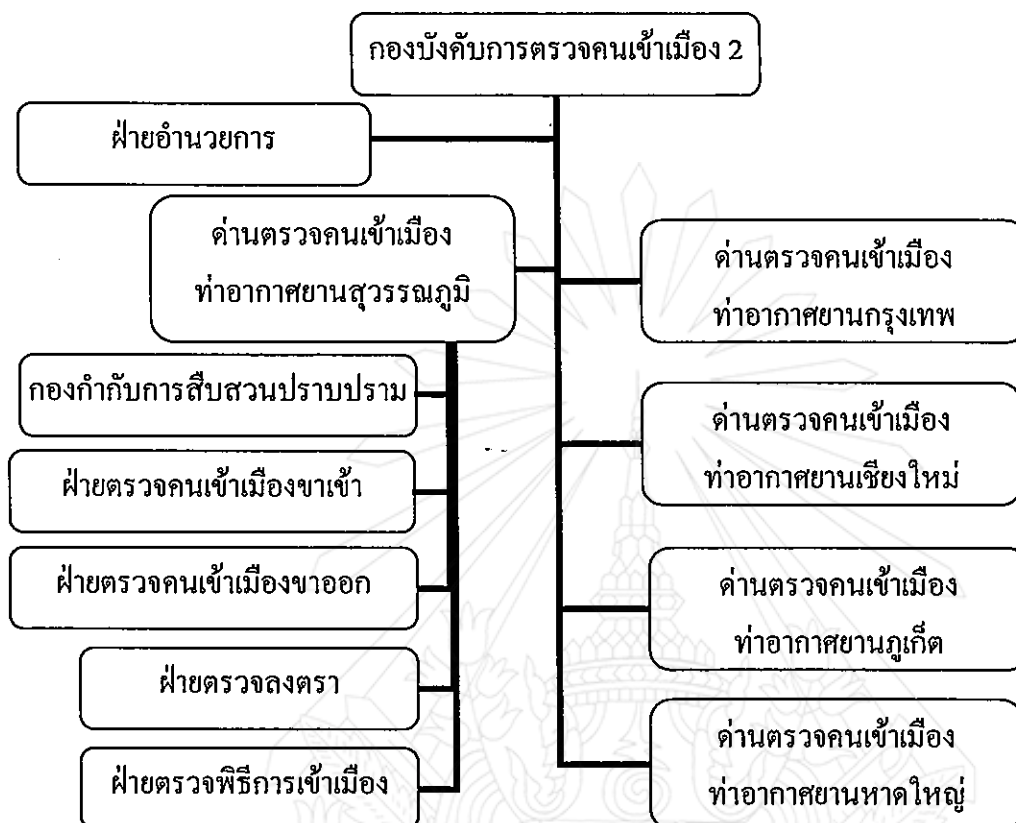 กองบังคับการตรวจคนเข้าเมือง 2
ฝ่ายอำนวยการ
ด่านตรวจคนเข้าเมือง
ท่าอากาศยานสุวรรณภูมิ
กองกำกับการสืบสวนปราบปราม
ฝ่ายตรวจคนเข้าเมืองขาเข้า
ฝ่ายตรวจคนเข้าเมืองขาออก
ฝ่ายตรวจลงตรา
ฝ่ายตรวจพิธีการเข้าเมือง
ด่านตรวจคนเข้าเมือง
ท่าอากาศยานกรุงเทพ
ด่านตรวจคนเข้าเมือง
ท่าอากาศยานเชียงใหม่
ด่านตรวจคนเข้าเมือง
ท่าอากาศยานภูเก็ต
ด่านตรวจคนเข้าเมือง
ท่าอากาศยานหาดใหญ่